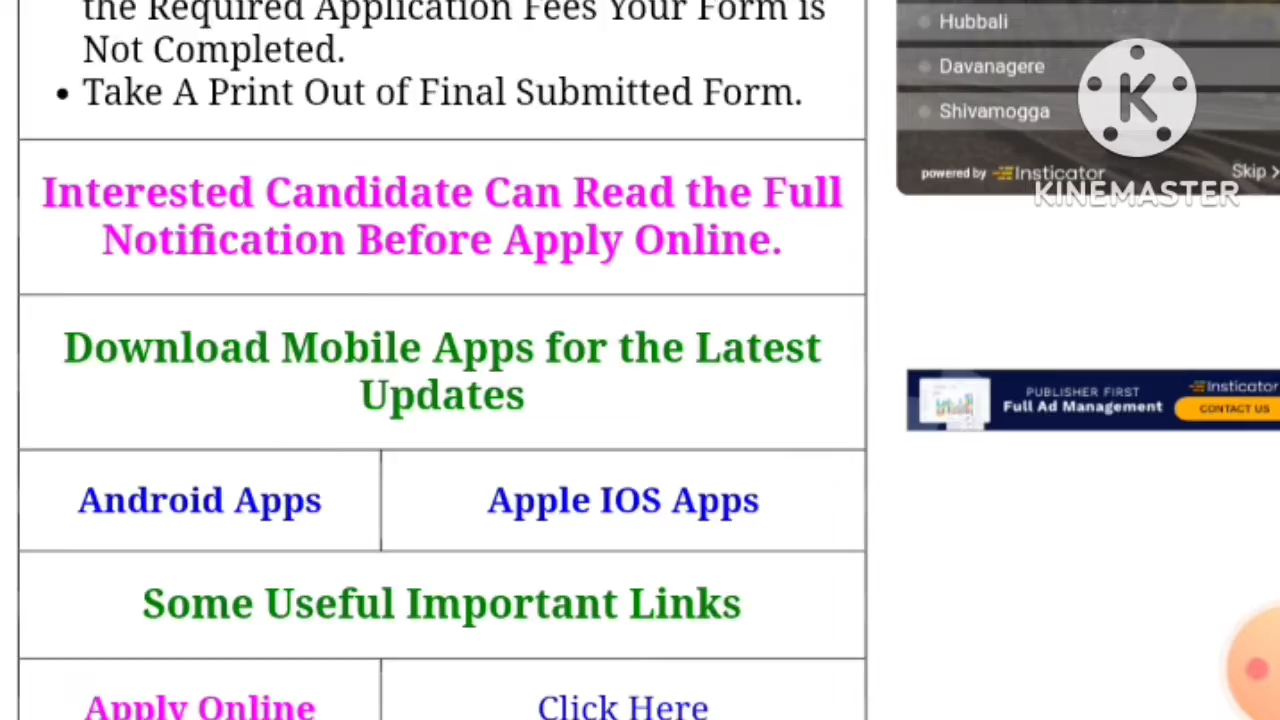 the Required Application Fees Your Form is
Not Completed.
• Take A Print Out of Final Submitted Form.
Interested Candidate Can Read the Full
Notification Before Apply Online.
Download Mobile Apps for the Latest
Updates
Android Apps
Apple IOS Apps
Some Useful Important Links
Apply Online
Click Here
Hubbali
Davanagere
Shivamogga
powered by Insticator
Skip >
K
KINEMASTER
PUBLISHER FIRST
Full Ad Management
Insticator
CONTACT US